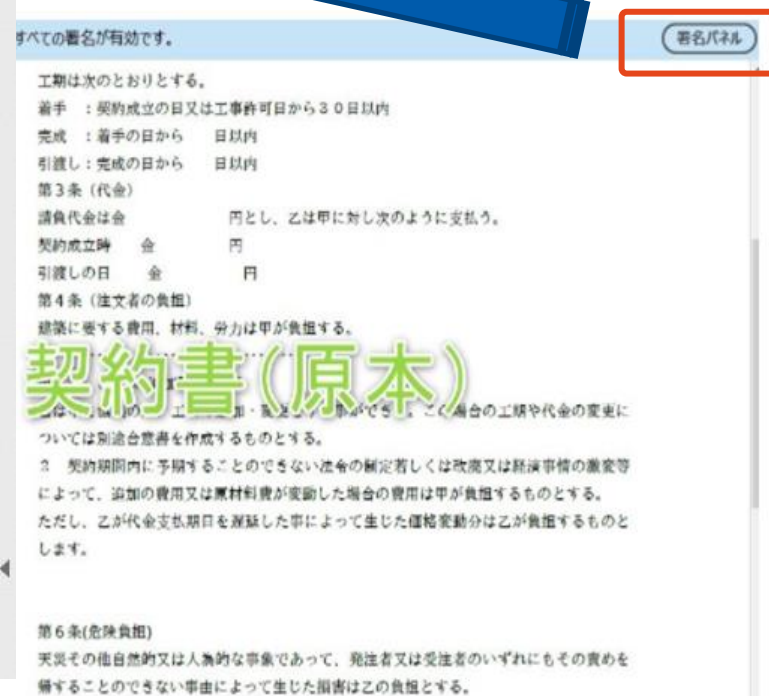 すべての署名が有効です。
署名パネル
工期は次のとおりとする。
着手　：契約成立の日又は工事許可日から３０日以内
完成　：着手の日から　　日以内
引渡し：完成の日から　　日以内
第３条（代金）
請負代金は金　　　　　　　円とし、乙は甲に対し次のように支払う。
契約成立時　　金　　　　　円
引渡しの日　　金　　　　　円
第４条（注文者の負担）
建築に要する費用、材料、労力は甲が負担する。
契約書（原本）
この場合の工期や代金の変更に
ついては別途合意書を作成するものとする。
２　契約期間内に予期することのできない法令の制定若しくは改廃又は経済事情の激変等
によって、追加の費用又は原材料費が変動した場合の費用は甲が負担するものとする。
ただし、乙が代金支払期日を遅延した事によって生じた価格変動分は乙が負担するものと
します。
第６条(危険負担)
天災その他自然的又は人為的な事象であって、発注者又は受注者のいずれにもその責めを
帰することのできない事由によって生じた損害は乙の負担とする。